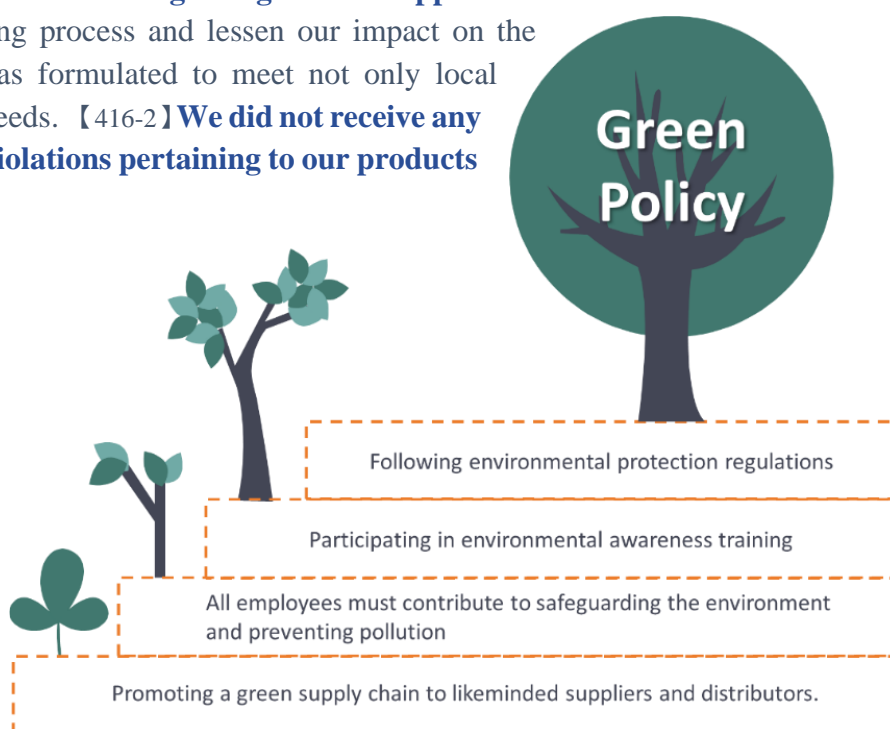 ng process and lessen our impact on the
as formulated to meet not only local
eeds. 【416-2】We did not receive any
iolations pertaining to our products
Green
Policy
Following environmental protection regulations
Participating in environmental awareness training
All employees must contribute to safeguarding the environment
and preventing pollution
Promoting a green supply chain to likeminded suppliers and distributors.